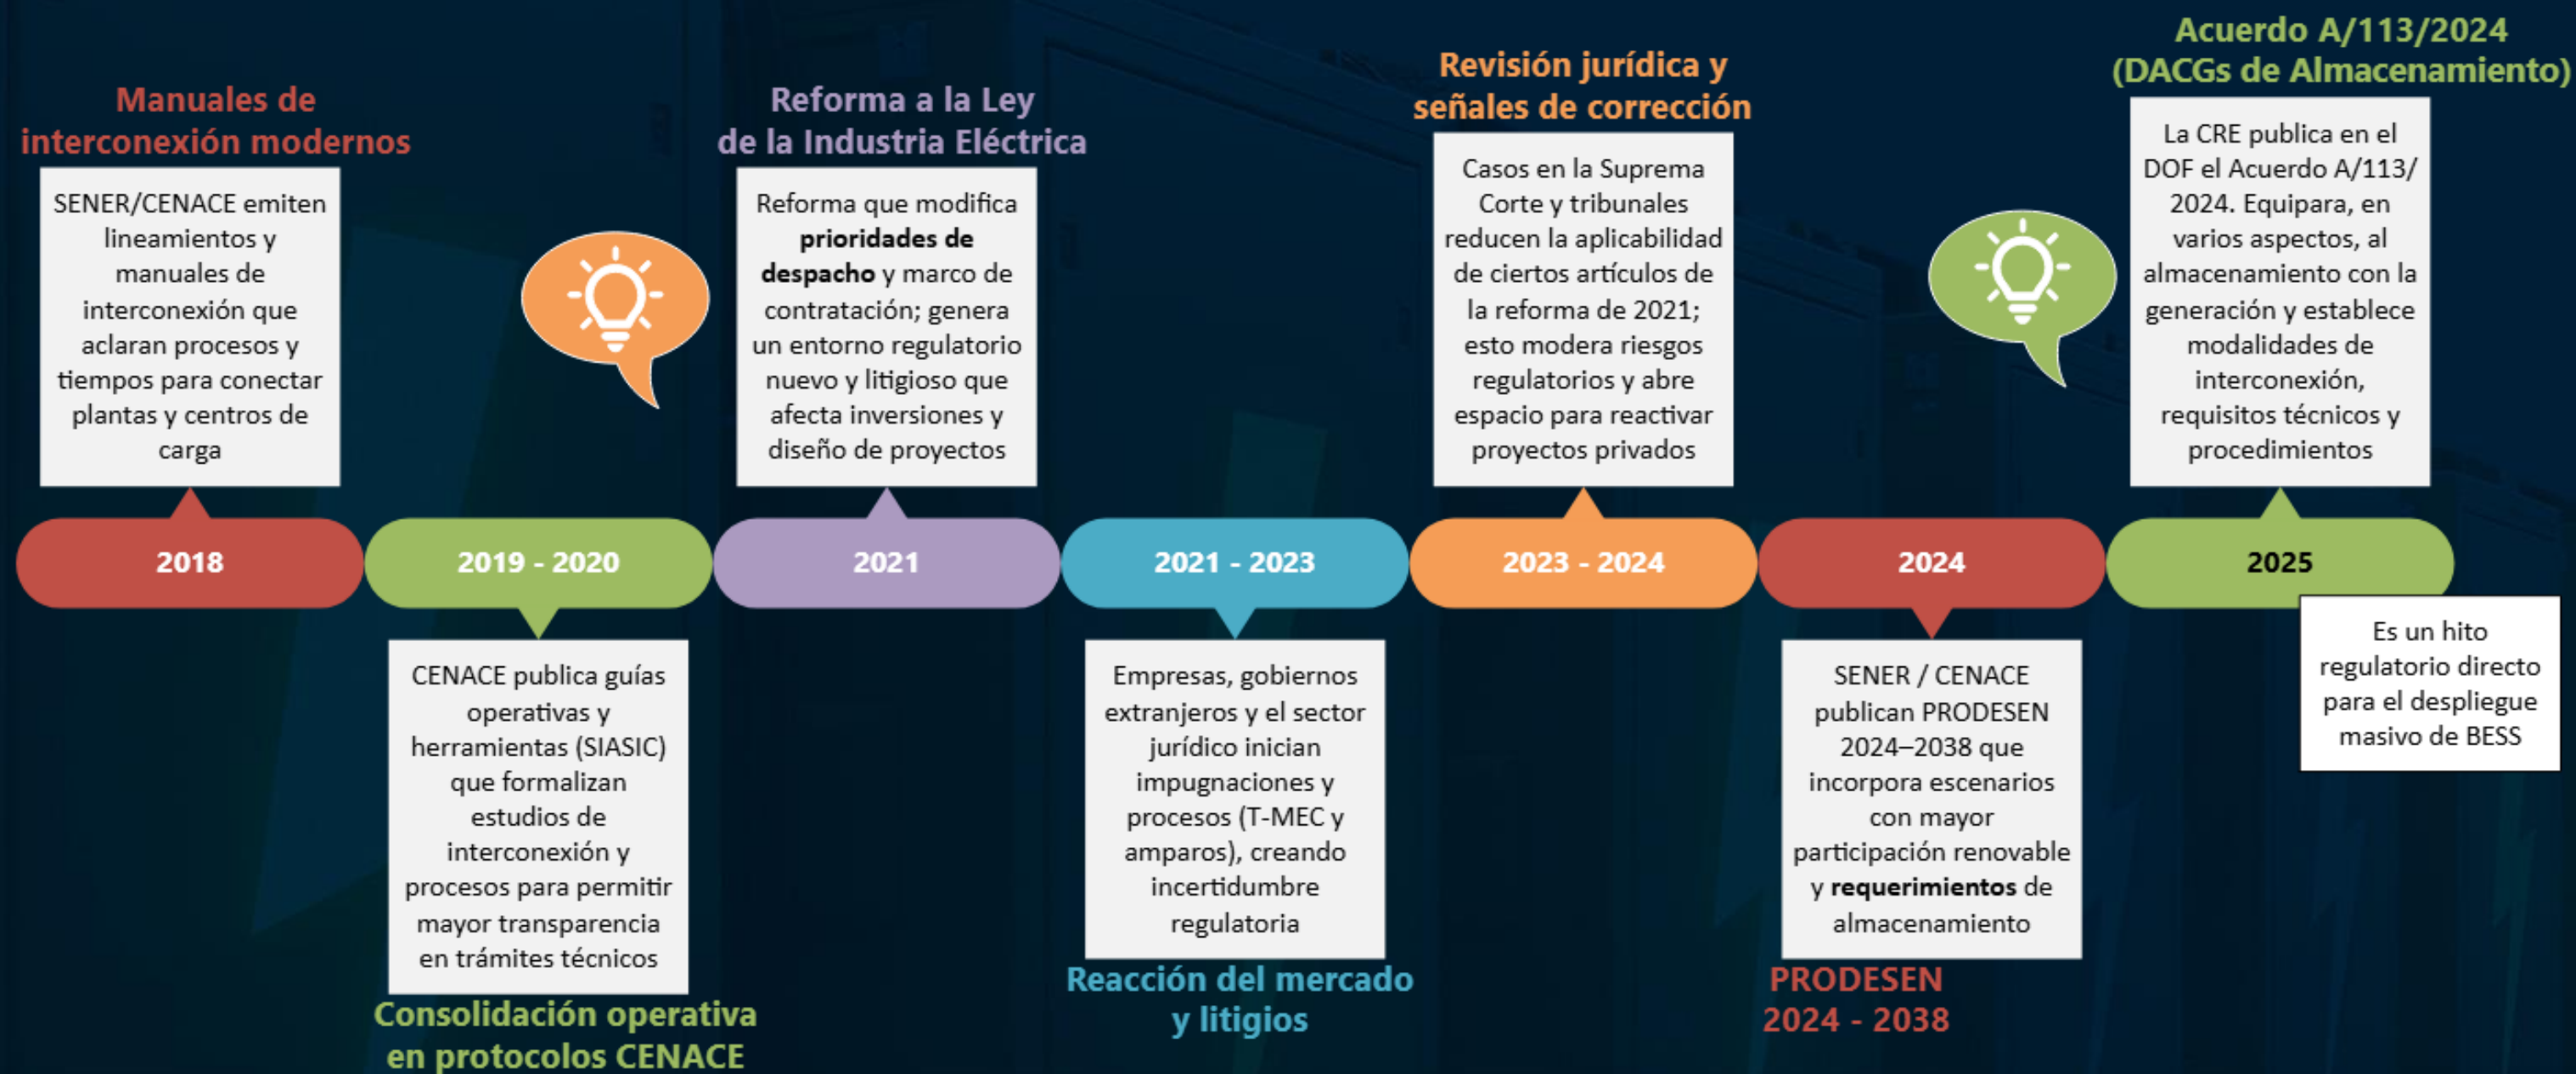 Manuales de
interconexión modernos
SENER/CENACE emiten
lineamientos y
manuales de
interconexión que
aclaran procesos y
tiempos para conectar
plantas y centros de
carga
2018
2019 - 2020
CENACE publica guías
operativas y
herramientas (SIASIC)
que formalizan
estudios de
interconexión y
procesos para permitir
mayor transparencia
en trámites técnicos
Consolidación operativa
en protocolos CENACE
Reforma a la Ley
de la Industria Eléctrica
Reforma que modifica
prioridades de
despacho y marco de
contratación; genera
un entorno regulatorio
nuevo y litigioso que
afecta inversiones y
diseño de proyectos
2021
2021 - 2023
Empresas, gobiernos
extranjeros y el sector
jurídico inician
impugnaciones y
procesos (T-MEC y
amparos), creando
incertidumbre
regulatoria
Reacción del mercado
y litigios
Revisión jurídica y
señales de corrección
Casos en la Suprema
Corte y tribunales
reducen la aplicabilidad
de ciertos artículos de
la reforma de 2021;
esto modera riesgos
regulatorios y abre
espacio para reactivar
proyectos privados
2023 - 2024
2024
SENER / CENACE
publican PRODESEN
2024–2038 que
incorpora escenarios
con mayor
participación renovable
y requerimientos de
almacenamiento
PRODESEN
2024 - 2038
Acuerdo A/113/2024
(DACGs de Almacenamiento)
La CRE publica en el
DOF el Acuerdo A/113/
2024. Equipara, en
varios aspectos, al
almacenamiento con la
generación y establece
modalidades de
interconexión,
requisitos técnicos y
procedimientos
2025
Es un hito
regulatorio directo
para el despliegue
masivo de BESS